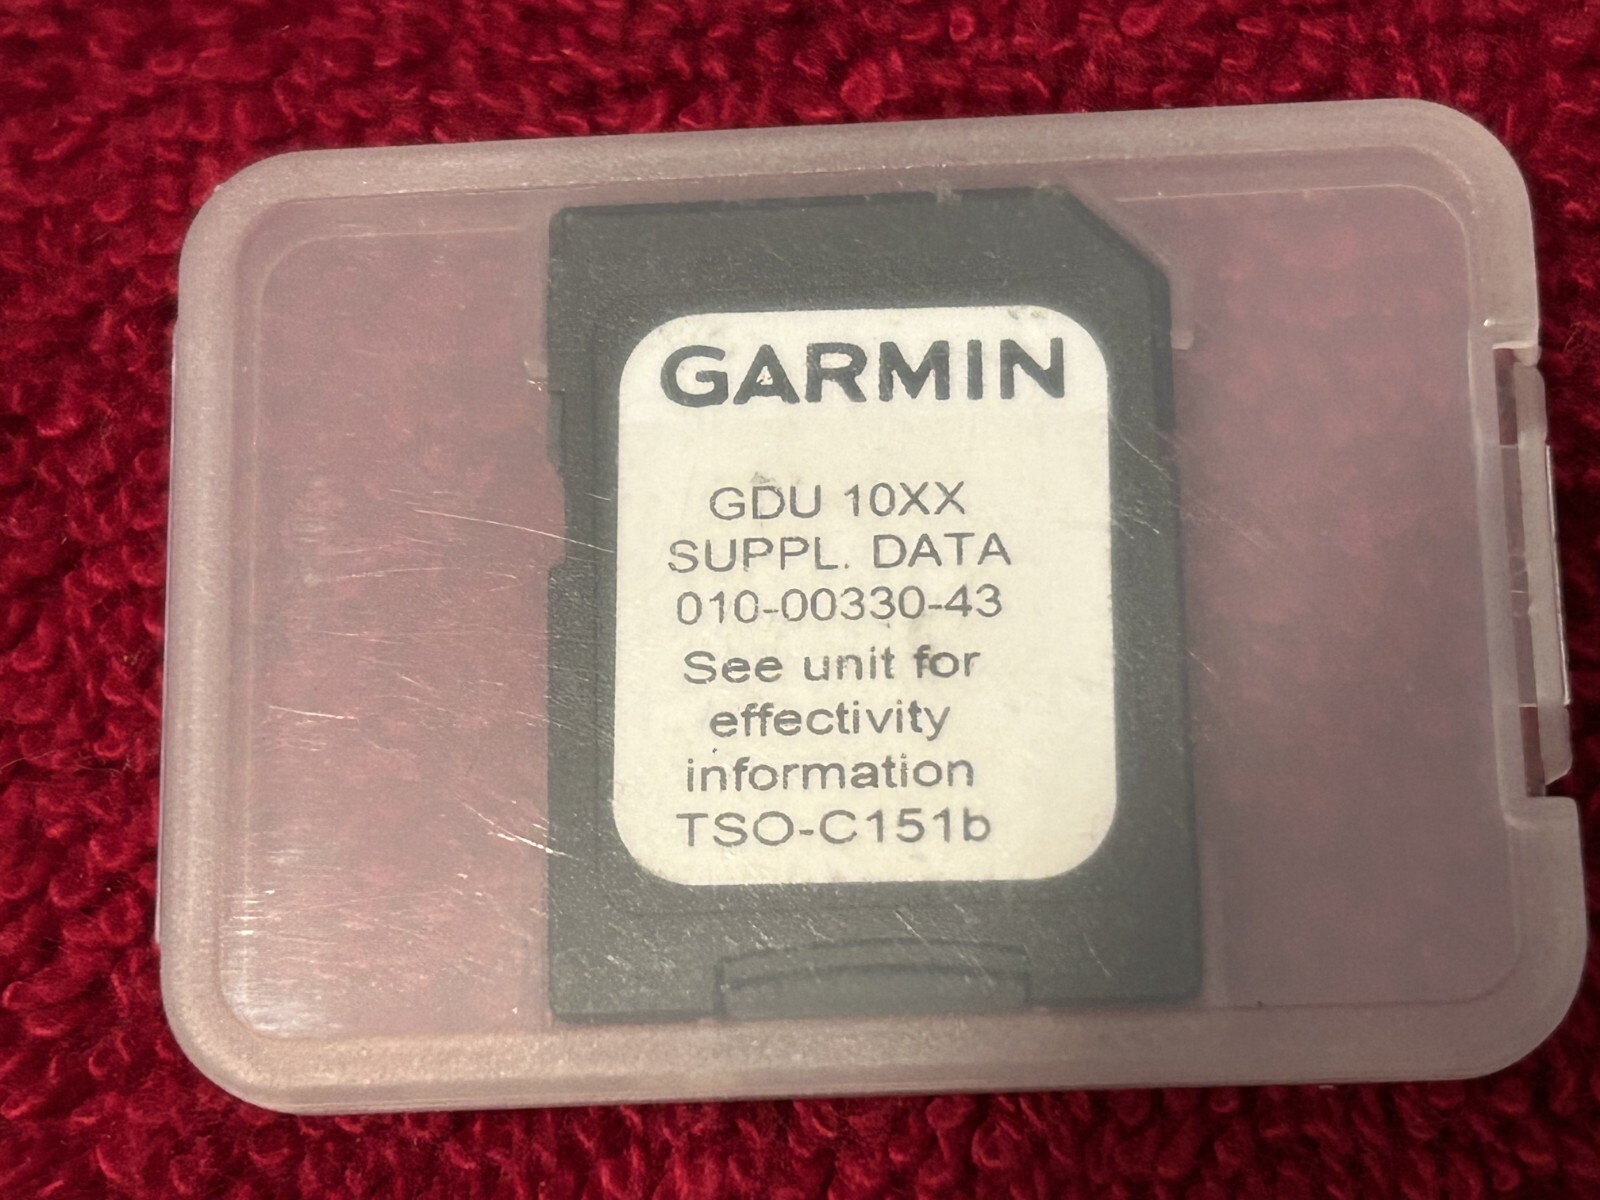 GARMIN
GDU 10XX
SUPPL. DATA
010-00330-43
See unit for
effectivity
information
TSO-C151b